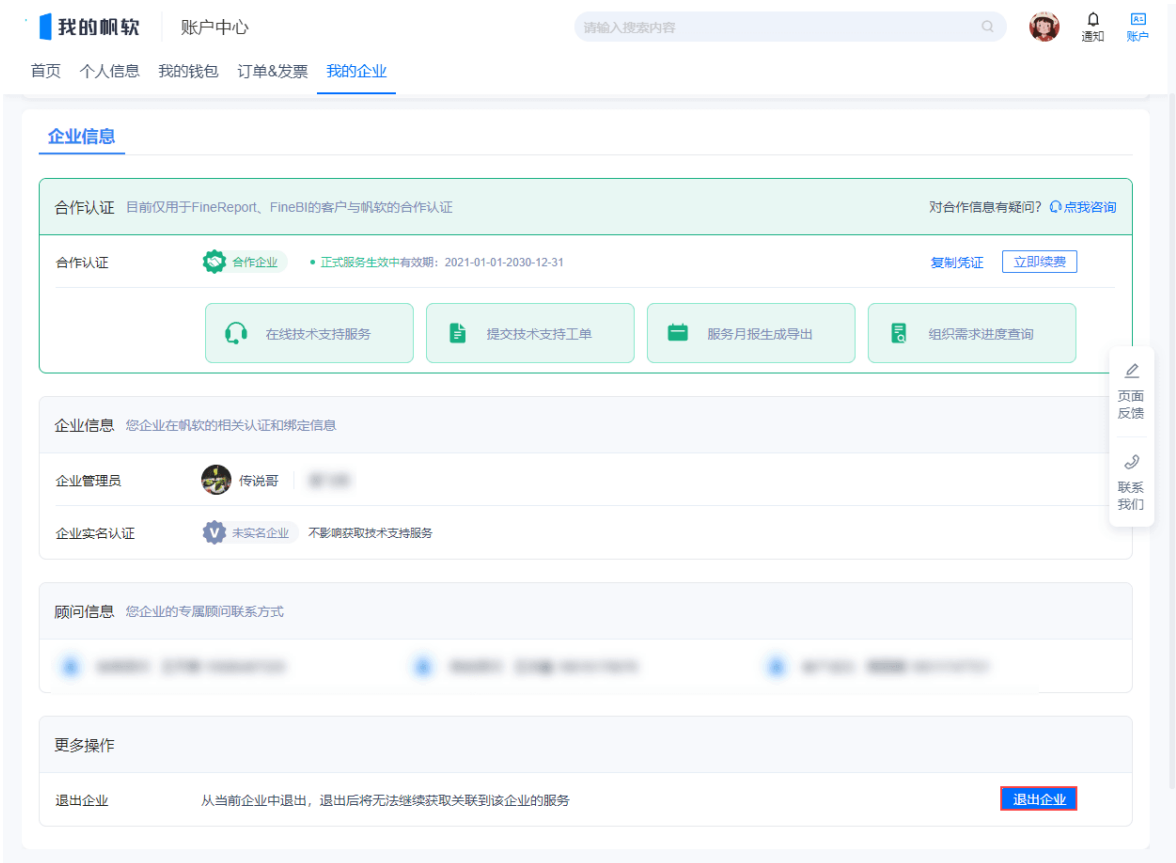 我的帆软 账户中心 请输入搜索内容 通知 账户
首页 个人信息 我的钱包 订单&发票 我的企业
企业信息
合作认证 目前仅用于FineReport、FineBI的客户与帆软的合作认证 对合作信息有疑问? 点我咨询
合作认证 合作企业 正式服务生效中有效期：2021-01-01-2030-12-31 复制凭证 立即续费
在线技术支持服务 提交技术支持工单 服务月报生成导出 组织需求进度查询
页面
反馈
企业信息 您企业在帆软的相关认证和绑定信息
企业管理员 传说哥
联系
我们
企业实名认证 V 未实名企业 不影响获取技术支持服务
顾问信息 您企业的专属顾问联系方式
更多操作
退出企业 从当前企业中退出，退出后将无法继续获取关联到该企业的服务 退出企业